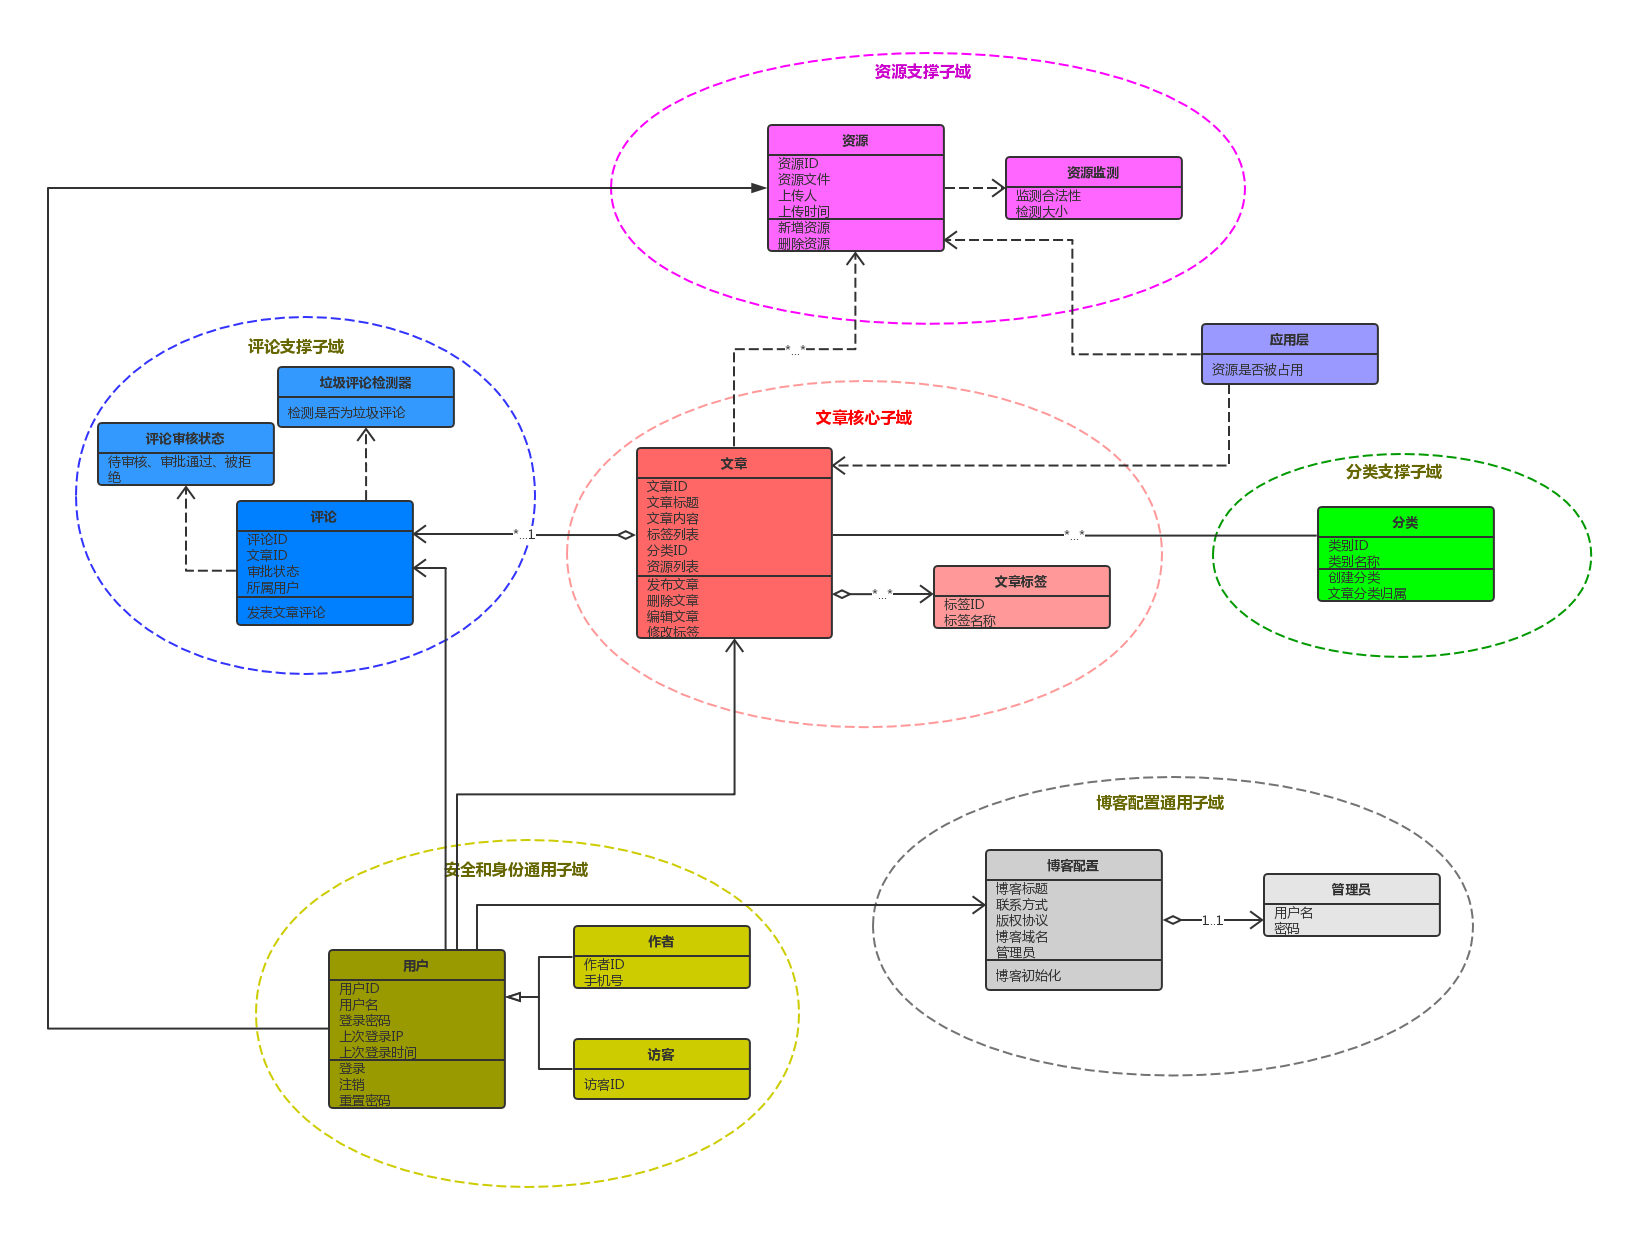 资源支撑子域
资源
资源ID
资源文件
上传人
上传时间
新增资源
删除资源
资源监测
监测合法性
检测大小
应用层
资源是否被占用
*...*
评论支撑子域
垃圾评论检测器
检测是否为垃圾评论
评论审核状态
待审核、审批通过、被拒
绝
评论
评论ID
文章ID
审批状态
所属用户
发表文章评论
*...1
文章核心子域
文章
文章ID
文章标题
文章内容
标签列表
分类ID
资源列表
发布文章
删除文章
编辑文章
修改标签
*...*
文章标签
标签ID
标签名称
*...*
分类支撑子域
分类
类别ID
类别名称
创建分类
文章分类归属
安全和身份通用子域
用户
用户ID
用户名
登录密码
上次登录IP
上次登录时间
登录
注销
重置密码
作者
作者ID
手机号
访客
访客ID
博客配置通用子域
博客配置
博客标题
联系方式
版权协议
博客域名
管理员
博客初始化
1..1
管理员
用户名
密码